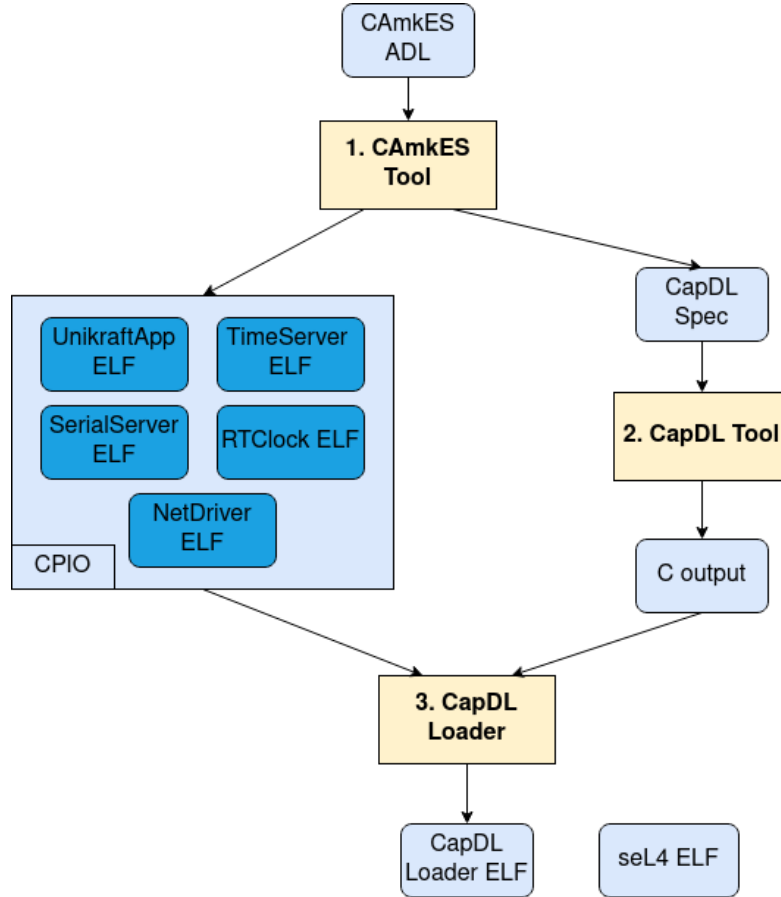 CAmkES
ADL
1. CAmkES
Tool
CapDL
Spec
UnikraftApp
ELF
TimeServer
ELF
SerialServer
ELF
RTClock ELF
NetDriver
ELF
CPIO
2. CapDL Tool
C output
3. CapDL
Loader
CapDL
Loader ELF
seL4 ELF